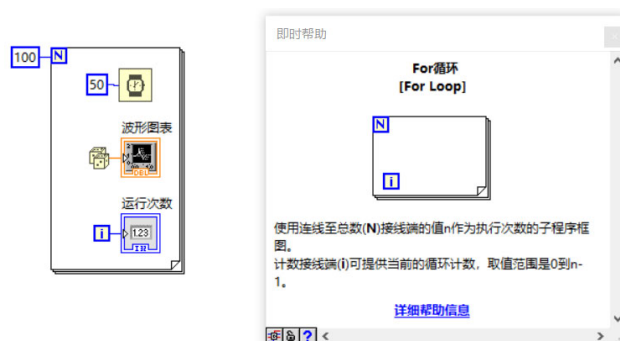 100
N
50
波形图表
DBL
运行次数
i
123
即时帮助
For循环
[For Loop]
N
i
使用连线至总数(N)接线端的值n作为执行次数的子程序框
图。
计数接线端(i)可提供当前的循环计数，取值范围是0到n-
1。
详细帮助信息
?